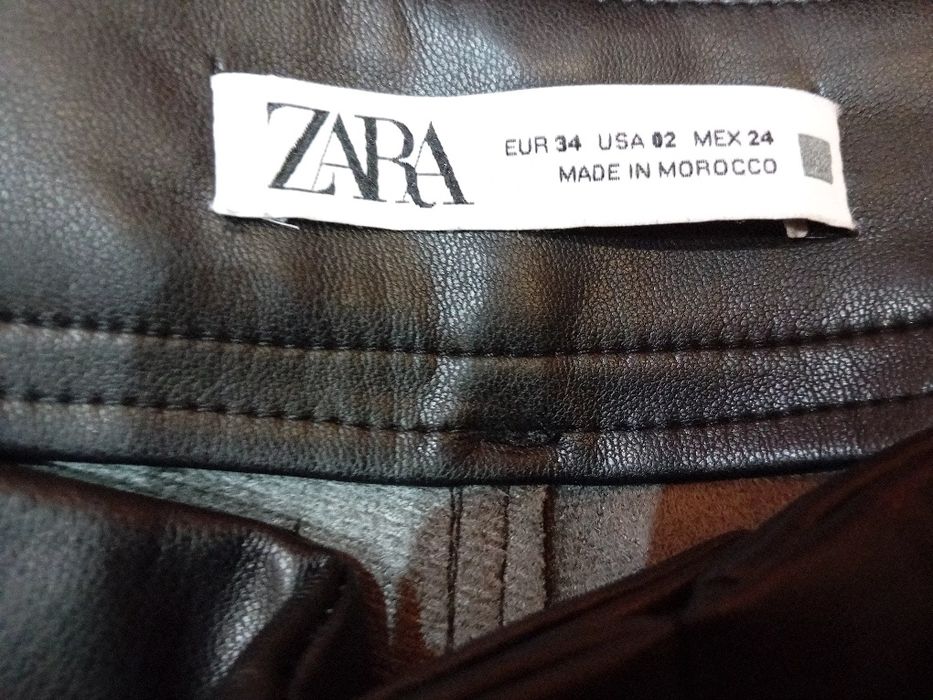 ZARA
EUR 34 USA 02 MEX 24
MADE IN MOROCCO